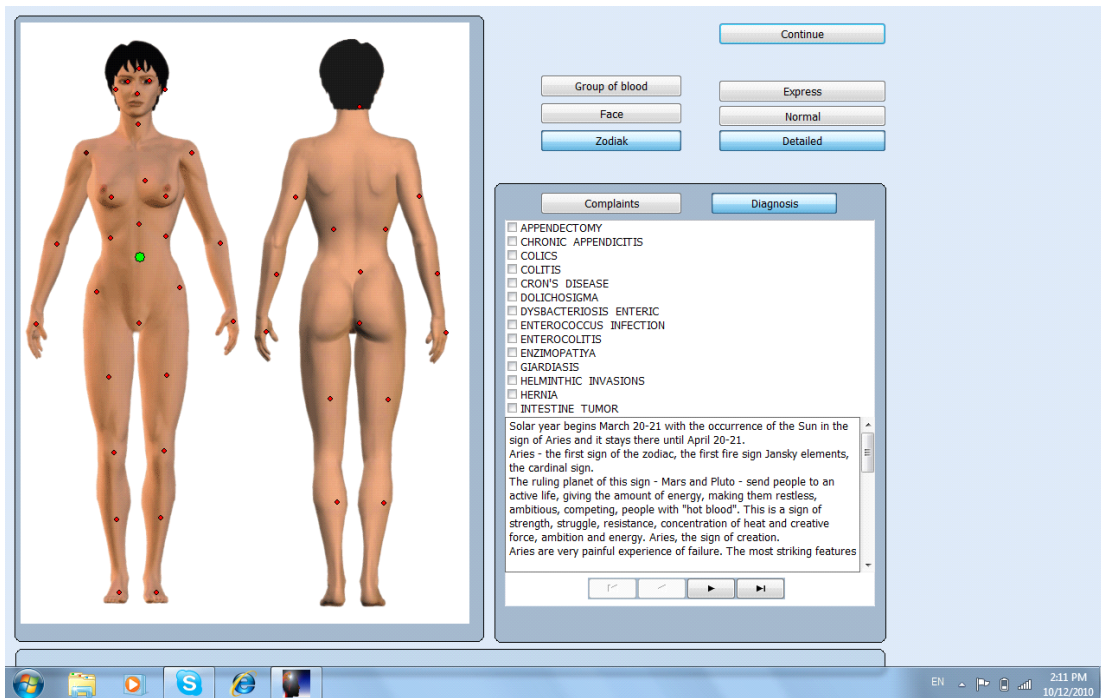 Continue
Group of blood
Express
Face
Normal
Zodiak
Detailed
Complaints
Diagnosis
APPENDECTOMY
CHRONIC APPENDICITIS
COLICS
COLITIS
CRON'S DISEASE
DOLICHOSIGMA
DYSBACTERIOSIS ENTERIC
ENTEROCOCCUS INFECTION
ENTEROCOLITIS
ENZIMOPATIYA
GIARDIASIS
HELMINTHIC INVASIONS
HERNIA
INTESTINE TUMOR
Solar year begins March 20-21 with the occurrence of the Sun in the
sign of Aries and it stays there until April 20-21.
Aries - the first sign of the zodiac, the first fire sign Jansky elements,
the cardinal sign.
The ruling planet of this sign - Mars and Pluto - send people to an
active life, giving the amount of energy, making them restless,
ambitious, competing, people with "hot blood". This is a sign of
strength, struggle, resistance, concentration of heat and creative
force, ambition and energy. Aries, the sign of creation.
Aries are very painful experience of failure. The most striking features
EN
2:11 PM
10/12/2010